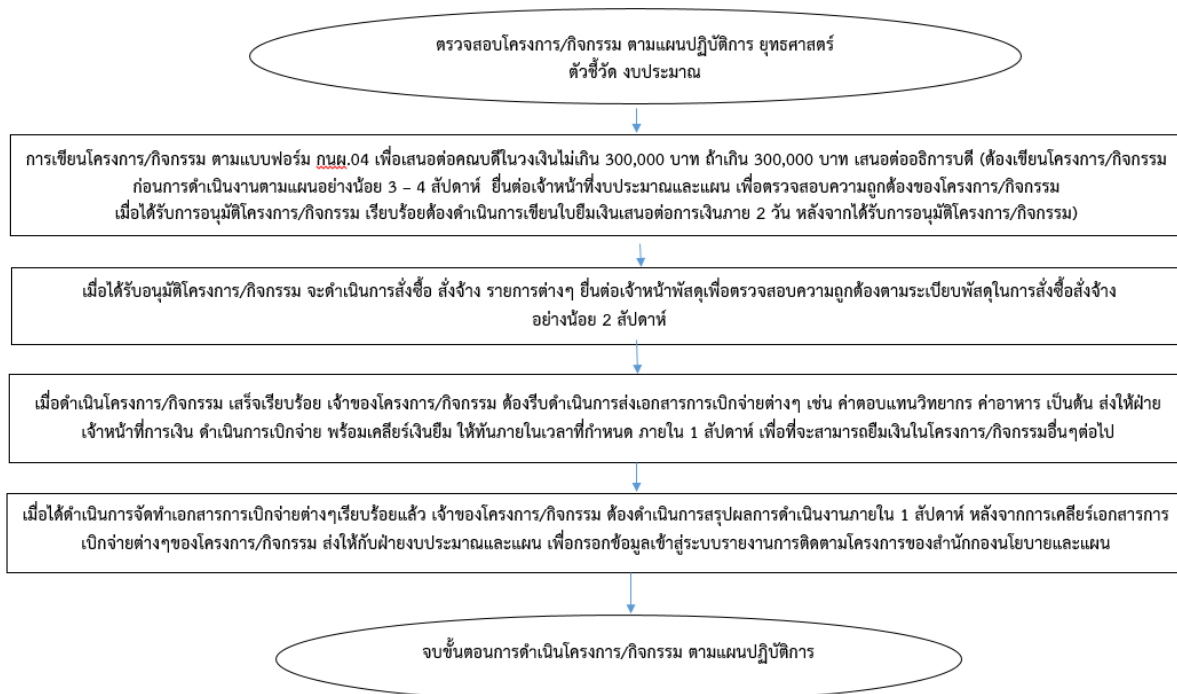 ตรวจสอบโครงการ/กิจกรรม ตามแผนปฏิบัติการ ยุทธศาสตร์
ตัวชี้วัด งบประมาณ
การเขียนโครงการ/กิจกรรม ตามแบบฟอร์ม กนผ.04 เพื่อเสนอต่อคณบดีในวงเงินไม่เกิน 300,000 บาท ถ้าเกิน 300,000 บาท เสนอต่ออธิการบดี (ต้องเขียนโครงการ/กิจกรรม
ก่อนการดำเนินงานตามแผนอย่างน้อย 3 – 4 สัปดาห์ ยื่นต่อเจ้าหน้าที่งบประมาณและแผน เพื่อตรวจสอบความถูกต้องของโครงการ/กิจกรรม
เมื่อได้รับการอนุมัติโครงการ/กิจกรรม เรียบร้อยต้องดำเนินการเขียนใบยืมเงินเสนอต่อการเงินภาย 2 วัน หลังจากได้รับการอนุมัติโครงการ/กิจกรรม)
เมื่อได้รับอนุมัติโครงการ/กิจกรรม จะดำเนินการสั่งซื้อ สั่งจ้าง รายการต่างๆ ยื่นต่อเจ้าหน้าพัสดุเพื่อตรวจสอบความถูกต้องตามระเบียบพัสดุในการสั่งซื้อสั่งจ้าง
อย่างน้อย 2 สัปดาห์
เมื่อดำเนินโครงการ/กิจกรรม เสร็จเรียบร้อย เจ้าของโครงการ/กิจกรรม ต้องรีบดำเนินการส่งเอกสารการเบิกจ่ายต่างๆ เช่น ค่าตอบแทนวิทยากร ค่าอาหาร เป็นต้น ส่งให้ฝ่าย
เจ้าหน้าที่การเงิน ดำเนินการเบิกจ่าย พร้อมเคลียร์เงินยืม ให้ทันภายในเวลาที่กำหนด ภายใน 1 สัปดาห์ เพื่อที่จะสามารถยืมเงินในโครงการ/กิจกรรมอื่นๆต่อไป
เมื่อได้ดำเนินการจัดทำเอกสารการเบิกจ่ายต่างๆเรียบร้อยแล้ว เจ้าของโครงการ/กิจกรรม ต้องดำเนินการสรุปผลการดำเนินงานภายใน 1 สัปดาห์ หลังจากการเคลียร์เอกสารการ
เบิกจ่ายต่างๆของโครงการ/กิจกรรม ส่งให้กับฝ่ายงบประมาณและแผน เพื่อกรอกข้อมูลเข้าสู่ระบบรายงานการติดตามโครงการของสำนักกองนโยบายและแผน
จบขั้นตอนการดำเนินโครงการ/กิจกรรม ตามแผนปฏิบัติการ